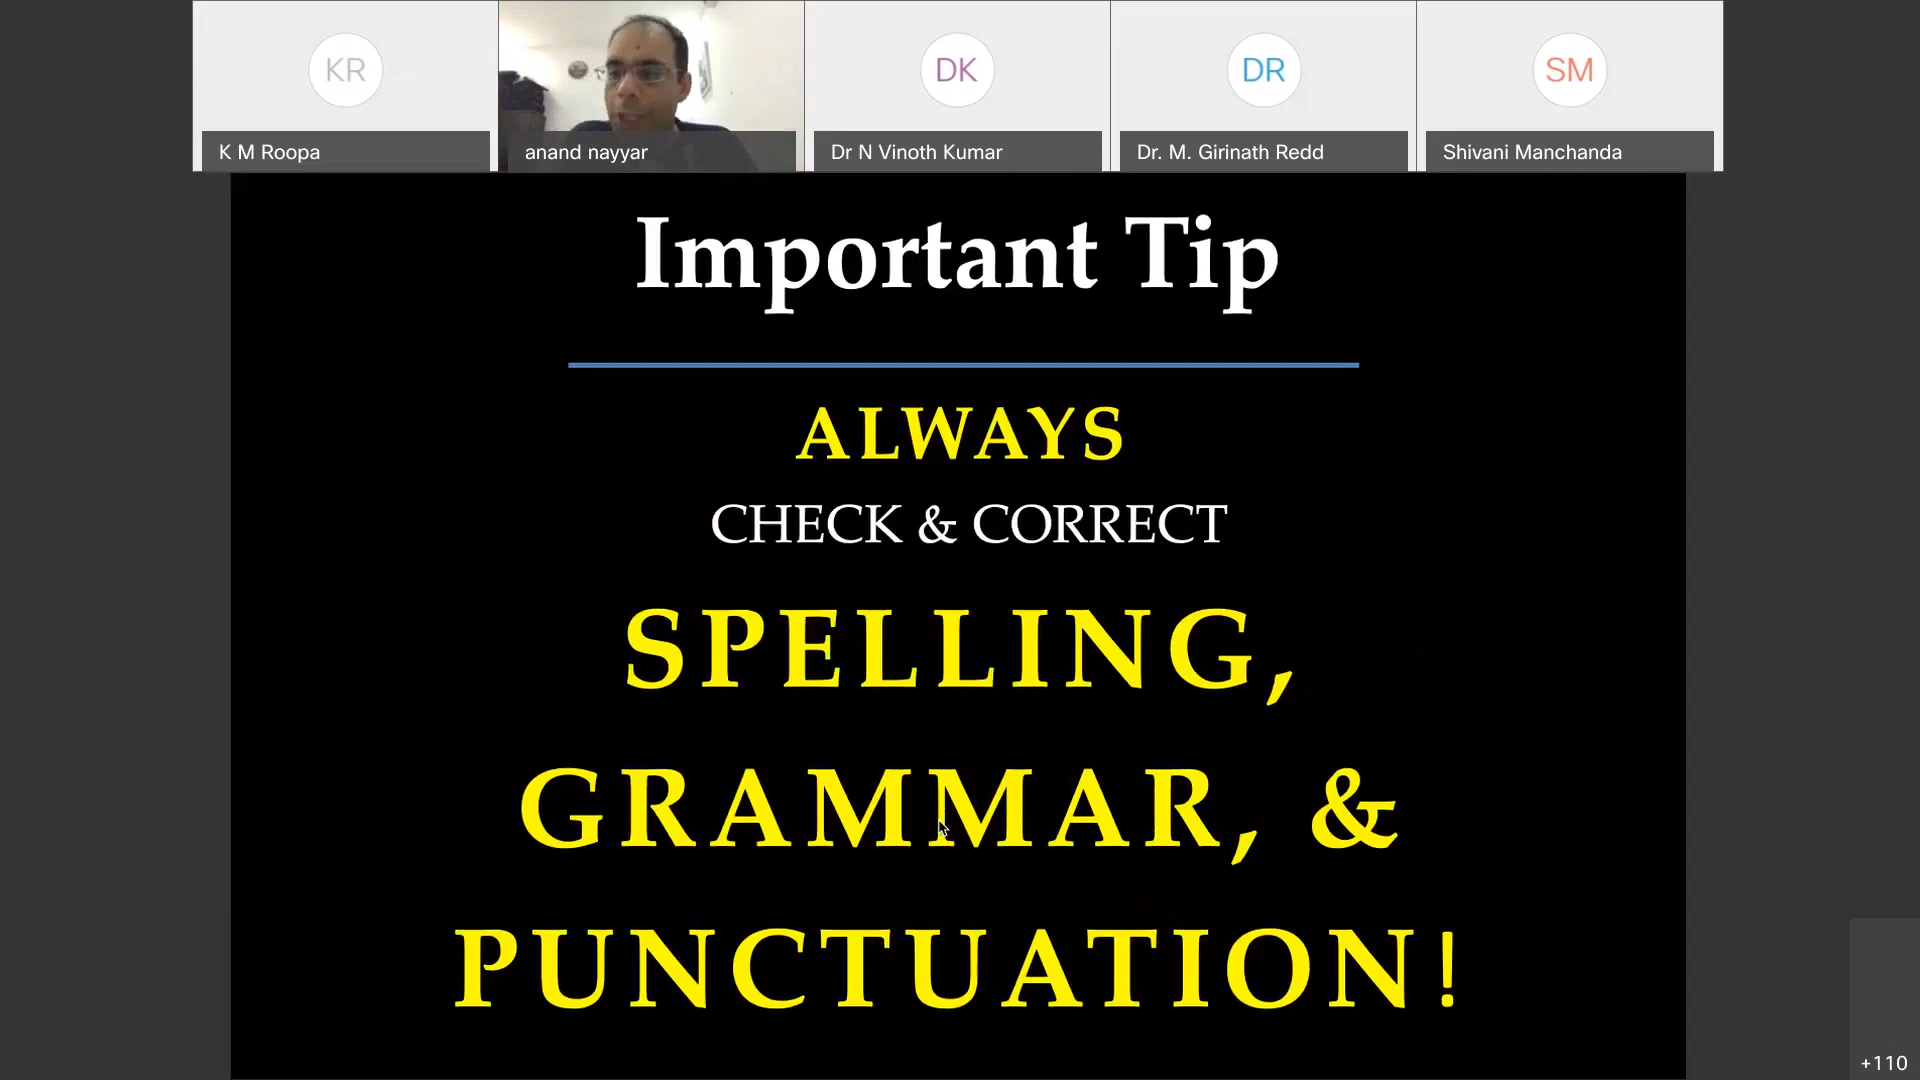 KR
DK
DR
SM
K M Roopa
anand nayyar
Dr N Vinoth Kumar
Dr. M. Girinath Redd
Shivani Manchanda
Important Tip
ALWAYS
CHECK & CORRECT
SPELLING,
GRAMMAR, &
PUNCTUATION!
+110